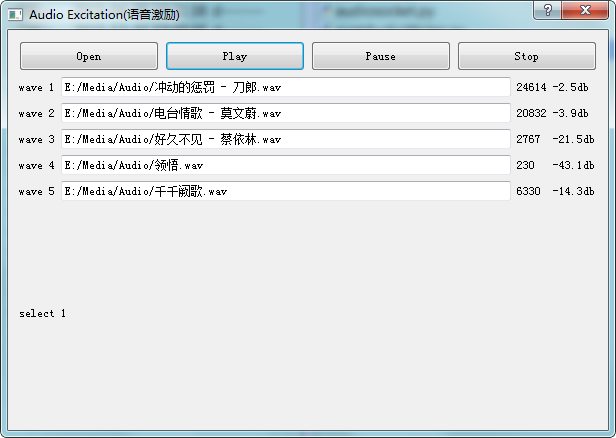 Audio Excitation(语音激励)
Open Play Pause Stop
wave 1 E:/Media/Audio/冲动的惩罚 - 刀郎.wav 24614 -2.5db
wave 2 E:/Media/Audio/电台情歌 - 莫文蔚.wav 20832 -3.9db
wave 3 E:/Media/Audio/好久不见 - 蔡依林.wav 2767 -21.5db
wave 4 E:/Media/Audio/领悟.wav 230 -43.1db
wave 5 E:/Media/Audio/千千阙歌.wav 6330 -14.3db
select 1